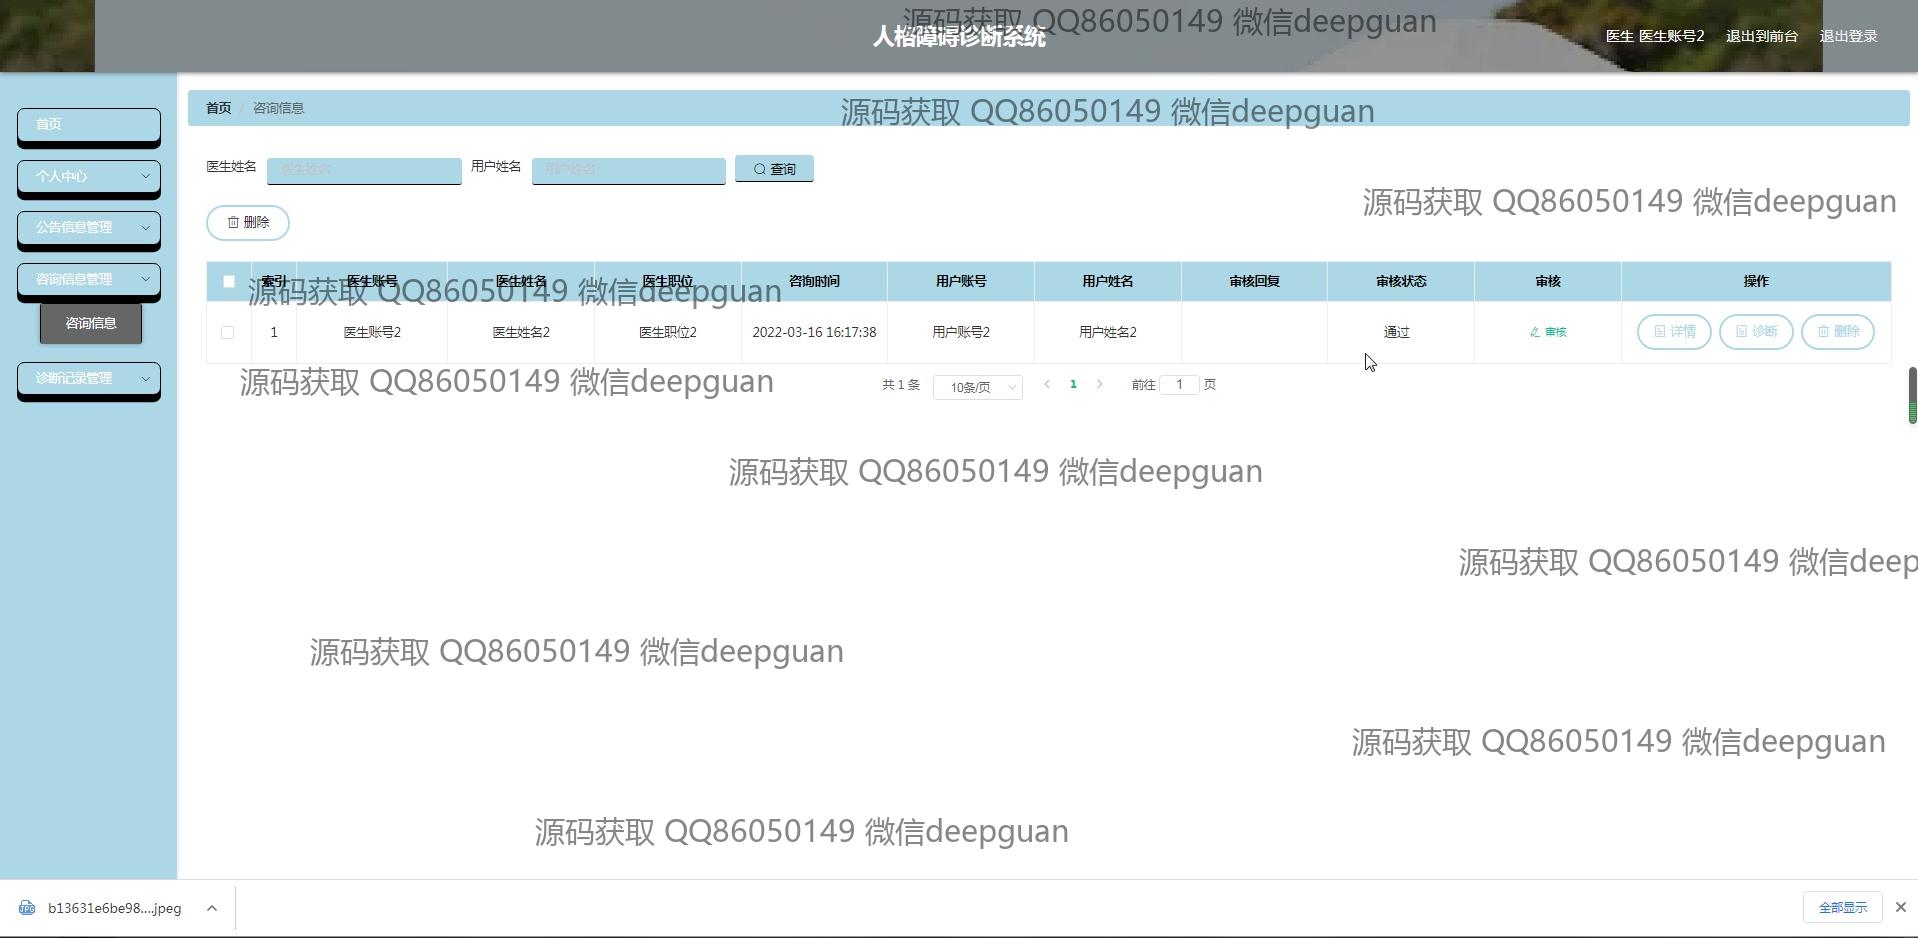 源码获取 QQ86050149 微信deepguan
人格障碍诊断系统
医生 医生账号2 退出到前台 退出登录
首页
个人中心
公告信息管理
咨询信息管理
咨询信息
诊断记录管理
首页 / 咨询信息
源码获取 QQ86050149 微信deepguan
医生姓名 医生姓名 用户姓名 用户姓名 查询
源码获取 QQ86050149 微信deepguan
删除
索引 医生账号 医生姓名 医生职位 咨询时间 用户账号 用户姓名 审核回复 审核状态 审核 操作
源码获取 QQ86050149 微信deepguan
1 医生账号2 医生姓名2 医生职位2 2022-03-16 16:17:38 用户账号2 用户姓名2 通过 审核 详情 诊断 删除
源码获取 QQ86050149 微信deepguan
共 1 条 10条/页 1 前往 1 页
源码获取 QQ86050149 微信deepguan
源码获取 QQ86050149 微信deep
源码获取 QQ86050149 微信deepguan
源码获取 QQ86050149 微信deepguan
源码获取 QQ86050149 微信deepguan
b13631e6be98....jpeg
全部显示